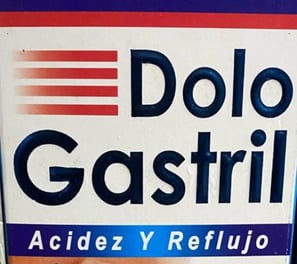 Dolo
Gastril
Acidez Y Reflujo